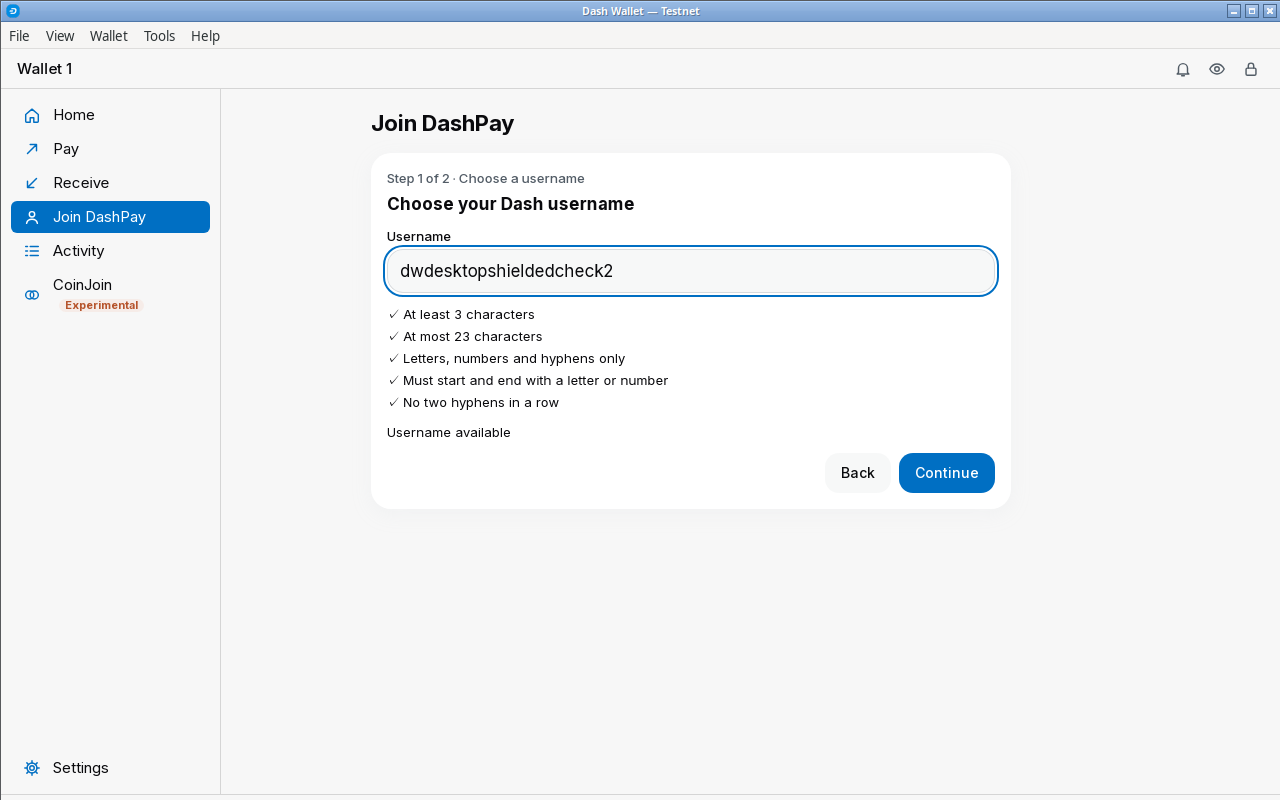 Dash Wallet — Testnet
File View Wallet Tools Help
Wallet 1
Home
Pay
Receive
Join DashPay
Activity
CoinJoin
Experimental
Settings
Join DashPay
Step 1 of 2 · Choose a username
Choose your Dash username
Username
dwdesktopshieldedcheck2
✓ At least 3 characters
✓ At most 23 characters
✓ Letters, numbers and hyphens only
✓ Must start and end with a letter or number
✓ No two hyphens in a row
Username available
Back Continue